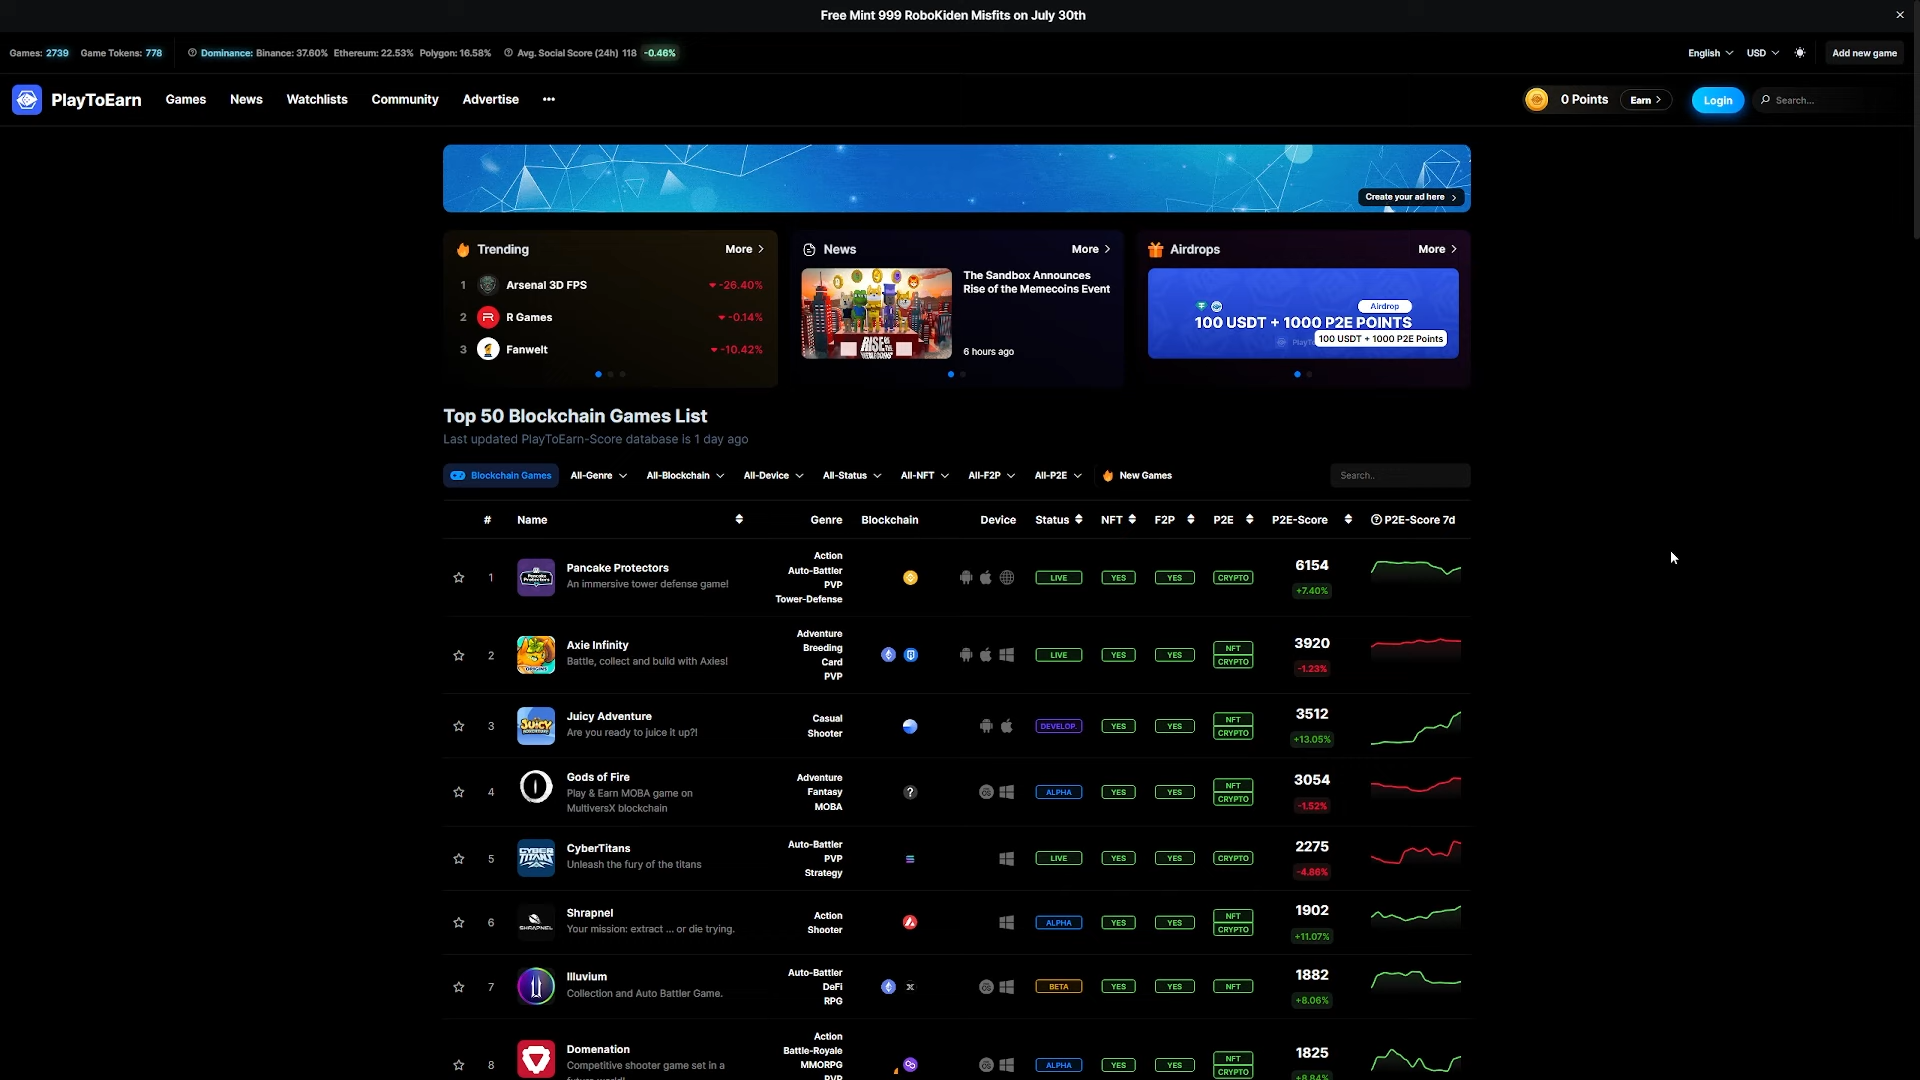 Free Mint 999 RoboKiden Misfits on July 30th
Games: 2739 Game Tokens: 778 Dominance: Binance: 37.60% Ethereum: 22.53% Polygon: 16.58% Avg. Social Score (24h) 118 -0.46%
English USD Add new game
PlayToEarn Games News Watchlists Community Advertise ••• 0 Points Earn Login Search...
Create your ad here
Trending More
1 Arsenal 3D FPS -26.40%
2 R Games -0.14%
3 Fanwelt -10.42%
News More
RISE OF THE MEMECOINS
The Sandbox Announces
Rise of the Memecoins Event
6 hours ago
Airdrops More
Airdrop
100 USDT + 1000 P2E POINTS
100 USDT + 1000 P2E Points
Top 50 Blockchain Games List
Last updated PlayToEarn-Score database is 1 day ago
Blockchain Games All-Genre All-Blockchain All-Device All-Status All-NFT All-F2P All-P2E New Games Search..
# Name Genre Blockchain Device Status NFT F2P P2E P2E-Score P2E-Score 7d
1 Pancake Protectors
An immersive tower defense game!
Action
Auto-Battler
PVP
Tower-Defense
LIVE YES YES CRYPTO
6154
+7.40%
2 Axie Infinity
Battle, collect and build with Axies!
Adventure
Breeding
Card
PVP
LIVE YES YES NFT
CRYPTO
3920
-1.23%
3 Juicy Adventure
Are you ready to juice it up?!
Casual
Shooter
DEVELOP. YES YES NFT
CRYPTO
3512
+13.05%
4 Gods of Fire
Play & Earn MOBA game on
MultiversX blockchain
Adventure
Fantasy
MOBA
ALPHA YES YES NFT
CRYPTO
3054
-1.52%
CYBER
TITANS
5 CyberTitans
Unleash the fury of the titans
Auto-Battler
PVP
Strategy
LIVE YES YES CRYPTO
2275
-4.86%
SHRAPNEL
6 Shrapnel
Your mission: extract ... or die trying.
Action
Shooter
ALPHA YES YES NFT
CRYPTO
1902
+11.07%
7 Illuvium
Collection and Auto Battler Game.
Auto-Battler
DeFi
RPG
BETA YES YES NFT
1882
+8.06%
8 Domenation
Competitive shooter game set in a
Action
Battle-Royale
MMORPG
PVP
ALPHA YES YES NFT
CRYPTO
1825
+8.84%